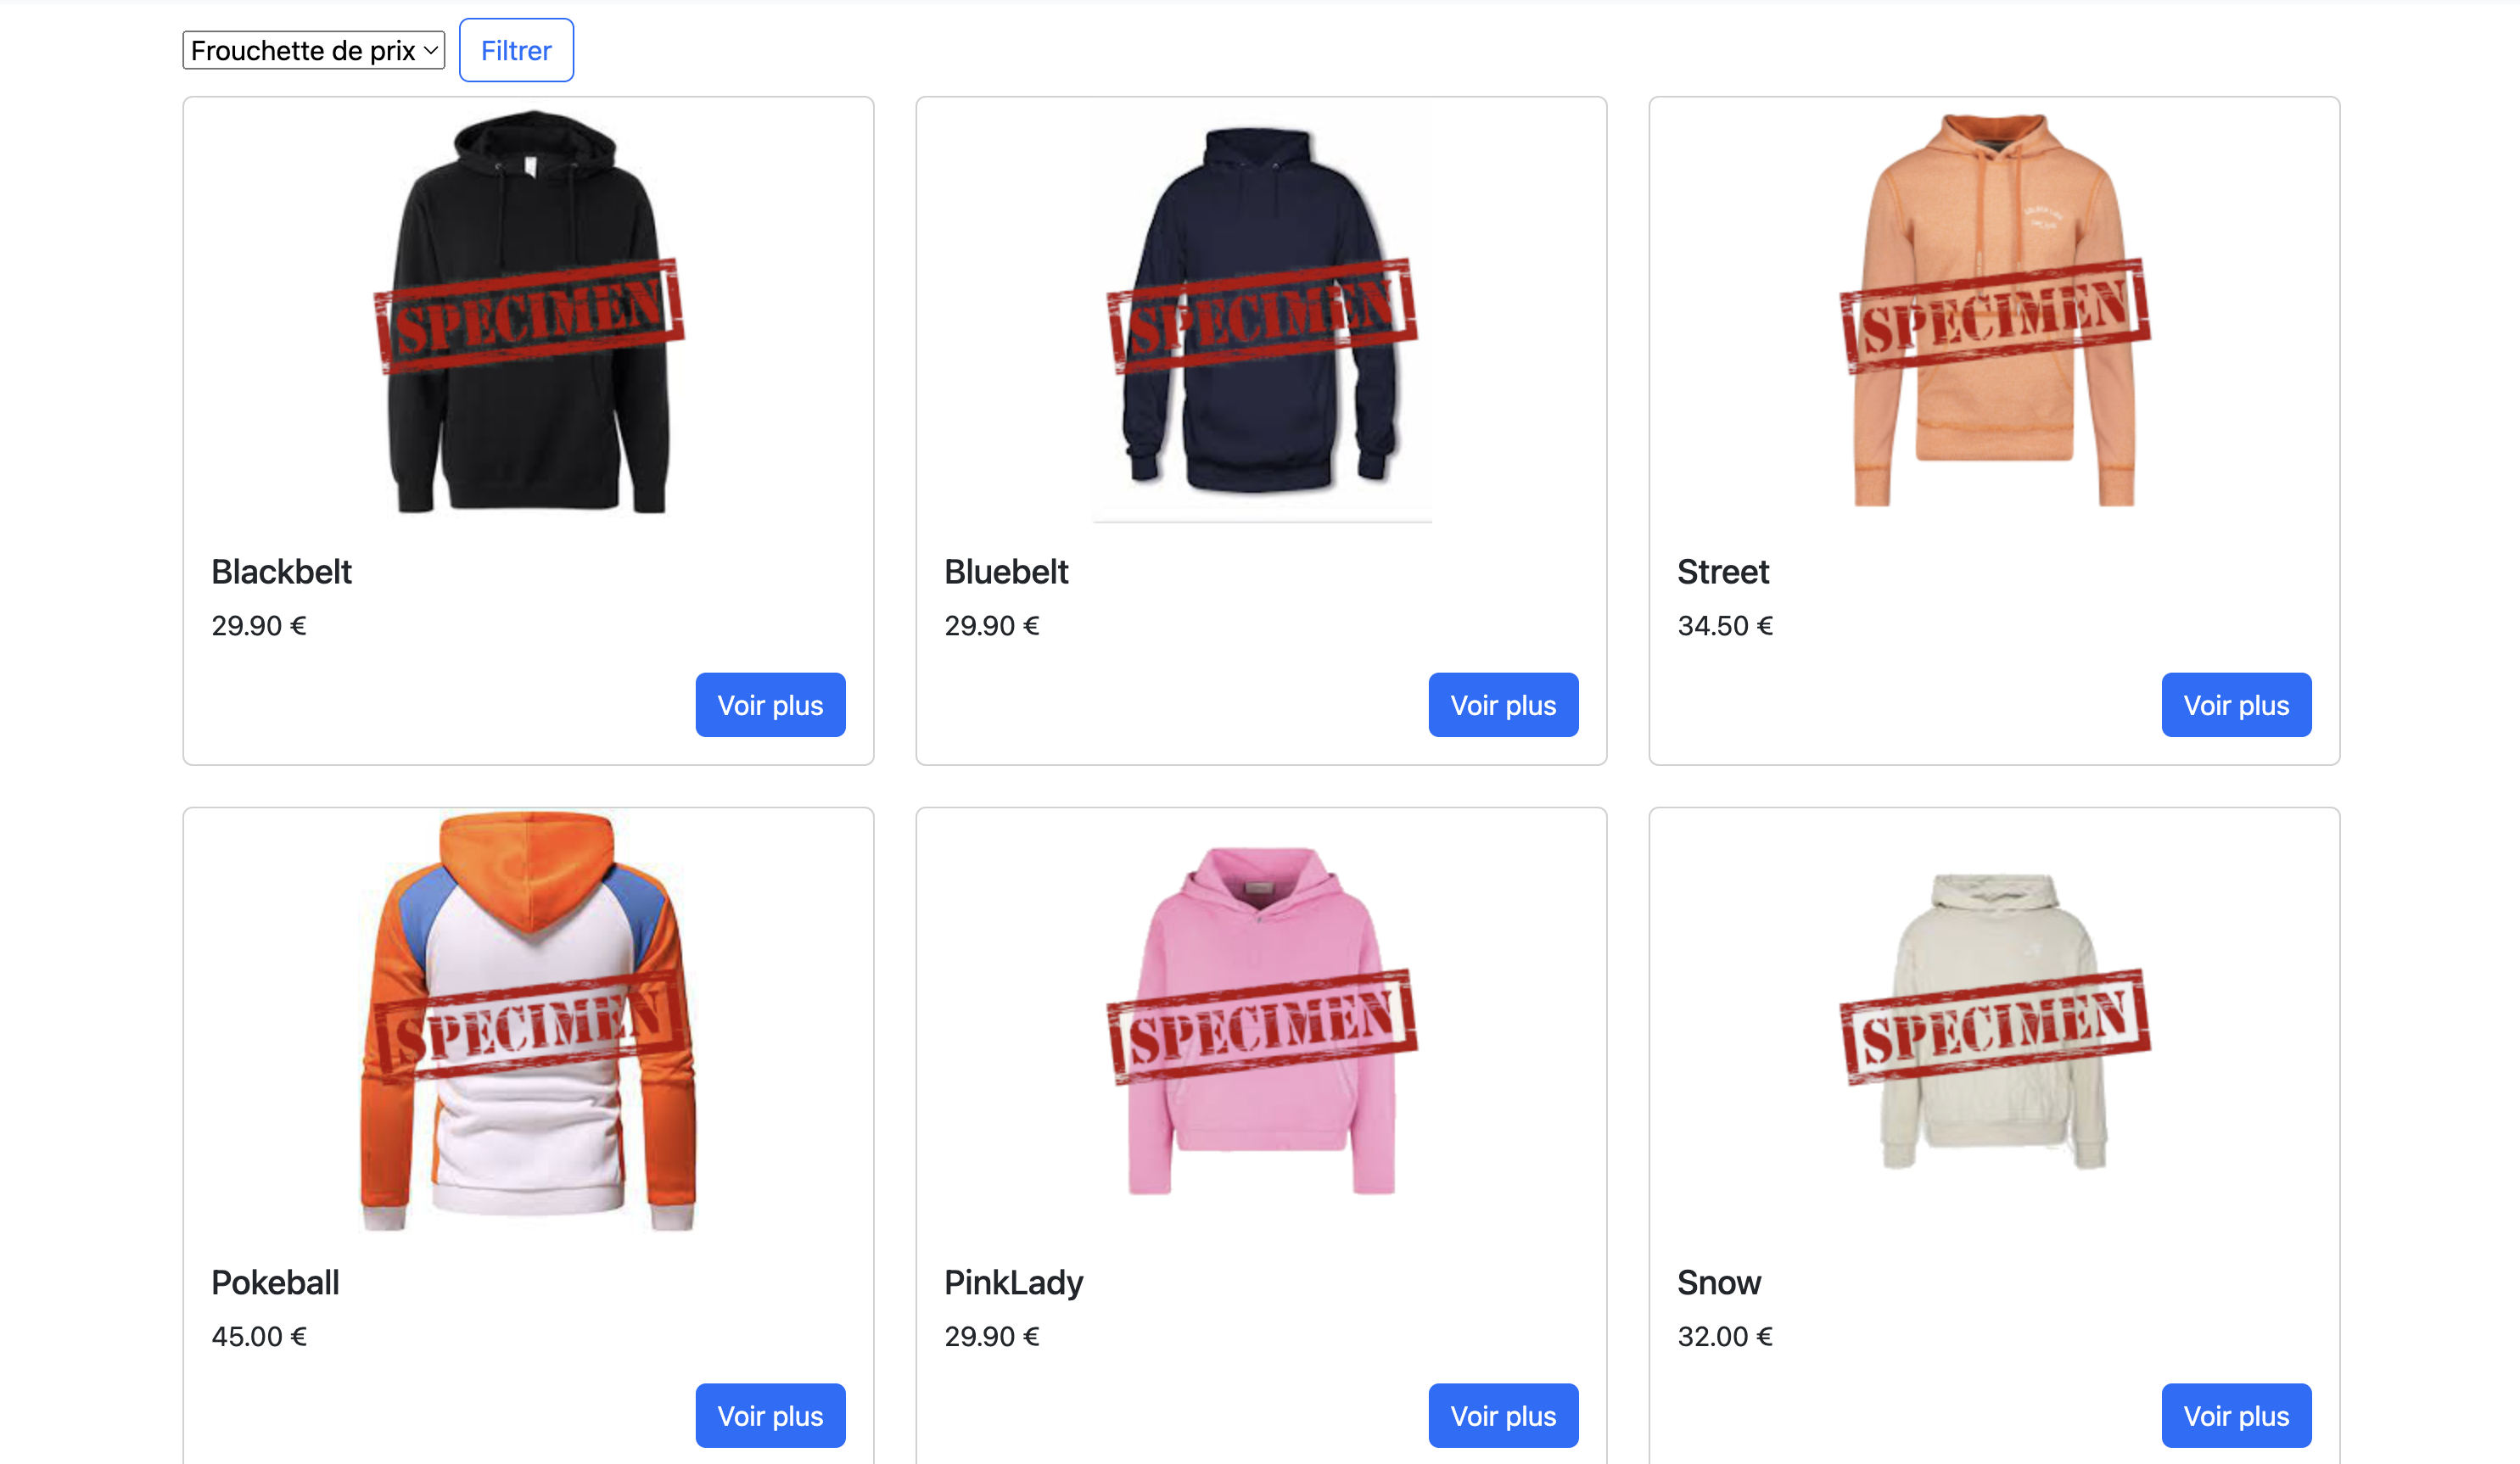 Frouchette de prix
Filtrer
SPECIMEN
SPECIMEN
SPECIMEN
Blackbelt
Bluebelt
Street
29.90 €
29.90 €
34.50 €
Voir plus
Voir plus
Voir plus
SPECIMEN
SPECIMEN
SPECIMEN
Pokeball
PinkLady
Snow
45.00 €
29.90 €
32.00 €
Voir plus
Voir plus
Voir plus